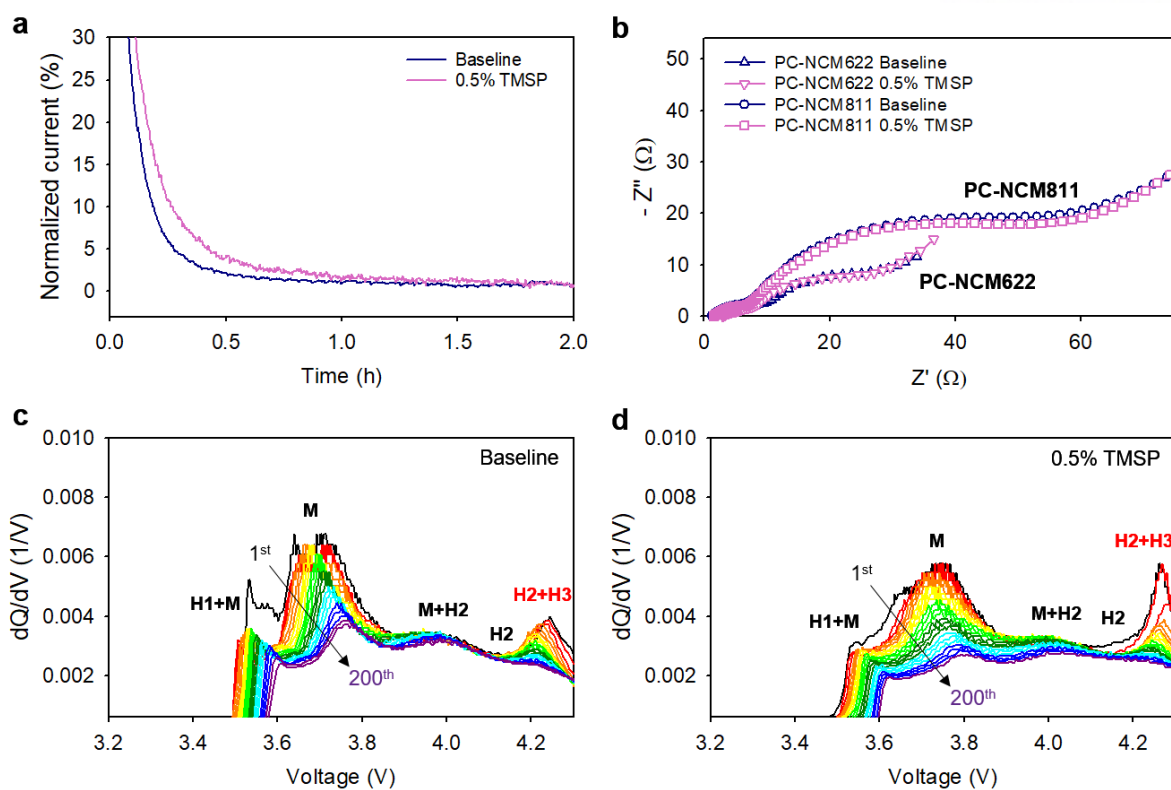 a
30
25
20
15
10
5
0
Normalized current (%)
Baseline
0.5% TMSP
0.0
0.5
1.0
1.5
2.0
Time (h)
b
50
40
30
20
10
0
- Z'' (Ω)
PC-NCM622 Baseline
PC-NCM622 0.5% TMSP
PC-NCM811 Baseline
PC-NCM811 0.5% TMSP
PC-NCM811
PC-NCM622
0
20
40
60
Z' (Ω)
c
0.010
0.008
0.006
0.004
0.002
dQ/dV (1/V)
Baseline
M
1st
H1+M
M+H2
H2+H3
H2
200th
3.2
3.4
3.6
3.8
4.0
4.2
Voltage (V)
d
0.010
0.008
0.006
0.004
0.002
dQ/dV (1/V)
0.5% TMSP
H2+H3
M
1st
H1+M
M+H2
H2
200th
3.2
3.4
3.6
3.8
4.0
4.2
Voltage (V)